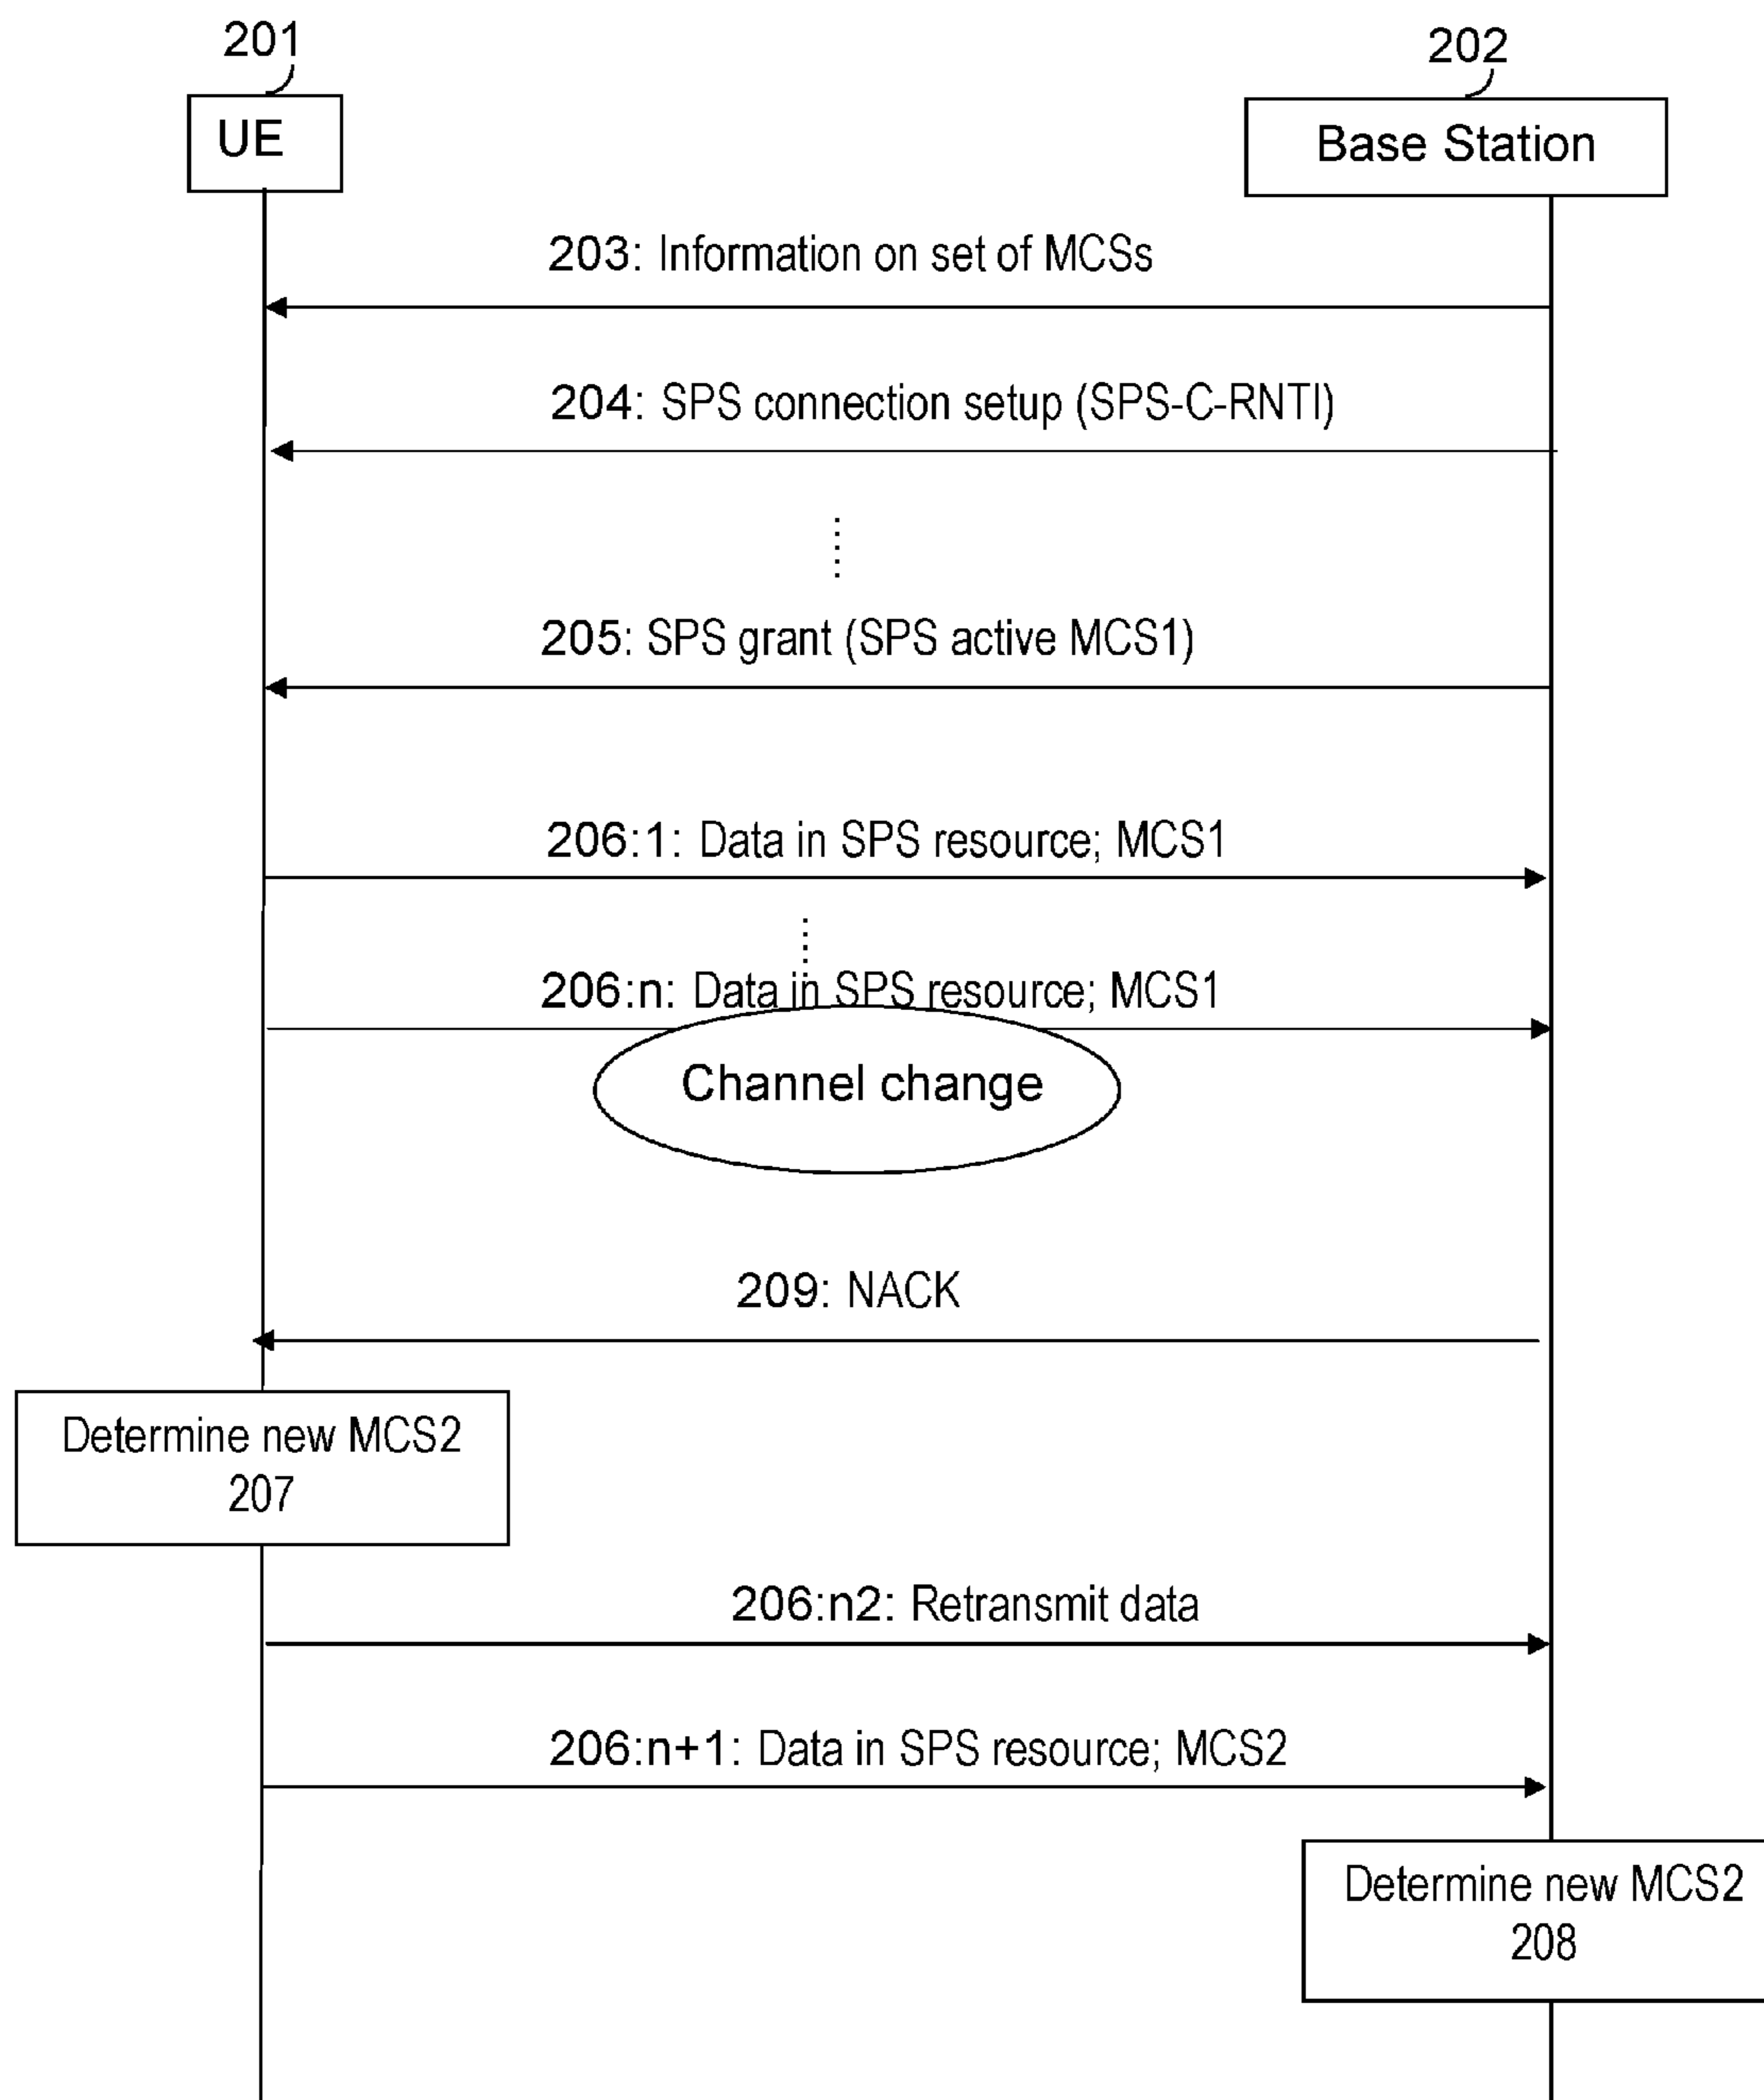 201
202
UE
Base Station
203: Information on set of MCSs
204: SPS connection setup (SPS-C-RNTI)
205: SPS grant (SPS active MCS1)
206:1: Data in SPS resource; MCS1
206:n: Data in SPS resource; MCS1
Channel change
209: NACK
Determine new MCS2
207
206:n2: Retransmit data
206:n+1: Data in SPS resource; MCS2
Determine new MCS2
208